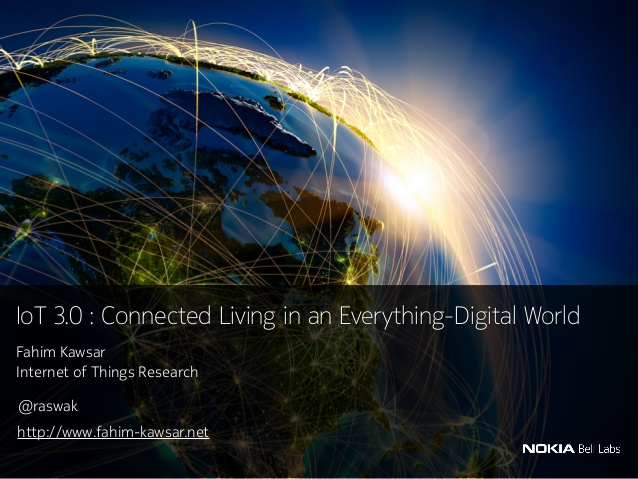 IoT 3.0 : Connected Living in an Everything-Digital World
Fahim Kawsar
Internet of Things Research
@raswak
http://www.fahim-kawsar.net
NOKIA Bell Labs